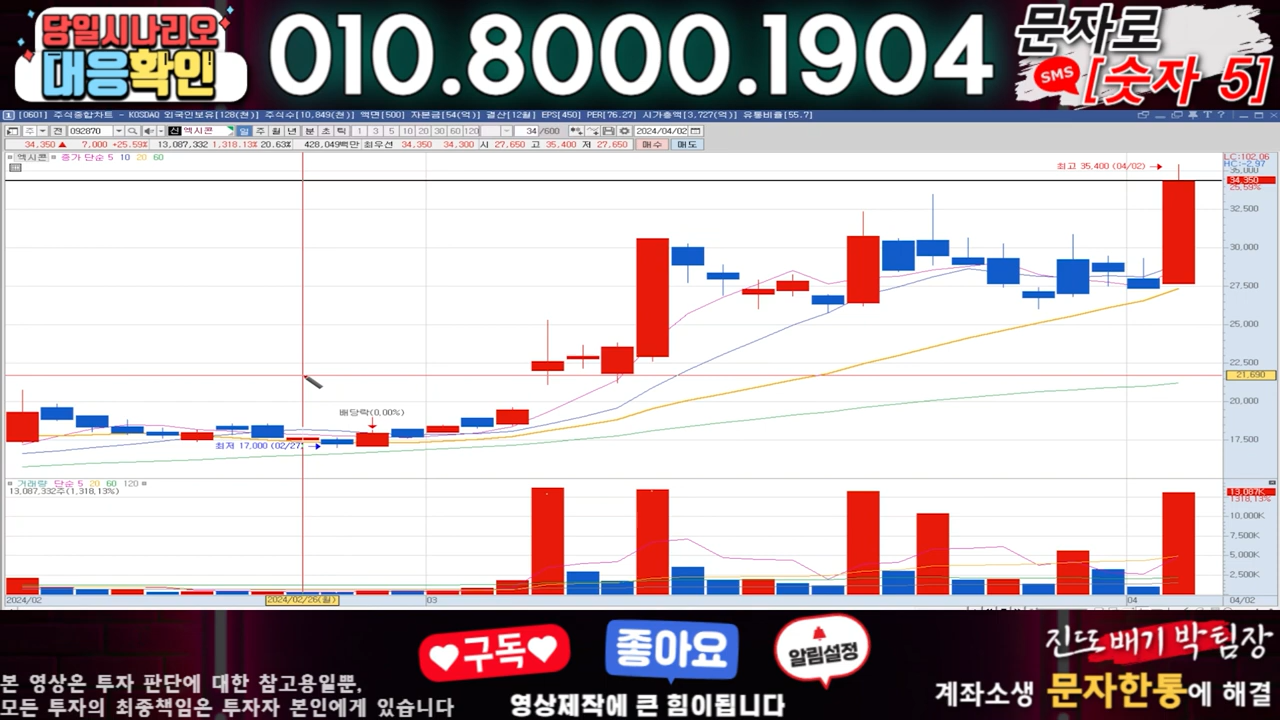 당일시나리오
대응확인
010.8000.1904
문자로
SMS
[숫자 5]
[0601] 주식종합차트 - KOSDAQ 외국인보유[128(천)] 주식수[10,849(천)] 액면[500] 자본금[54(억)] 결산[12월] EPS[450] PER[76.27] 시가총액[3,727(억)] 유통비율[55.7]
주 전 092870 신 엑시콘 일 주 월 년 분 초 틱 1 3 5 10 20 30 60 120 34 /600 2024/04/02
34,350 ▲ 7,000 +25.59% 13,087,332 1,318.13% 20.63% 428,049백만 최우선 34,350 34,300 시 27,650 고 35,400 저 27,650 매수 매도
엑시콘 종가 단순 5 10 20 60
LC:102.06
HC:-2.97
최고 35,400 (04/02) →
35,000
34,350
25.59%
32,500
30,000
27,500
25,000
22,500
21,690
20,000
17,500
배당락(0.00%)
최저 17,000 (02/27) →
거래량 단순 5 20 60 120
13,087,332주(1,318.13%)
13,087K
1318.13%
10,000K
7,500K
5,000K
2,500K
2024/02
2024/02/26(월)
03
04
04/02
구독
좋아요
알림설정
영상제작에 큰 힘이됩니다
본 영상은 투자 판단에 대한 참고용일뿐,
모든 투자의 최종책임은 투자자 본인에게 있습니다
진또배기 박팀장
계좌소생 문자한통에 해결